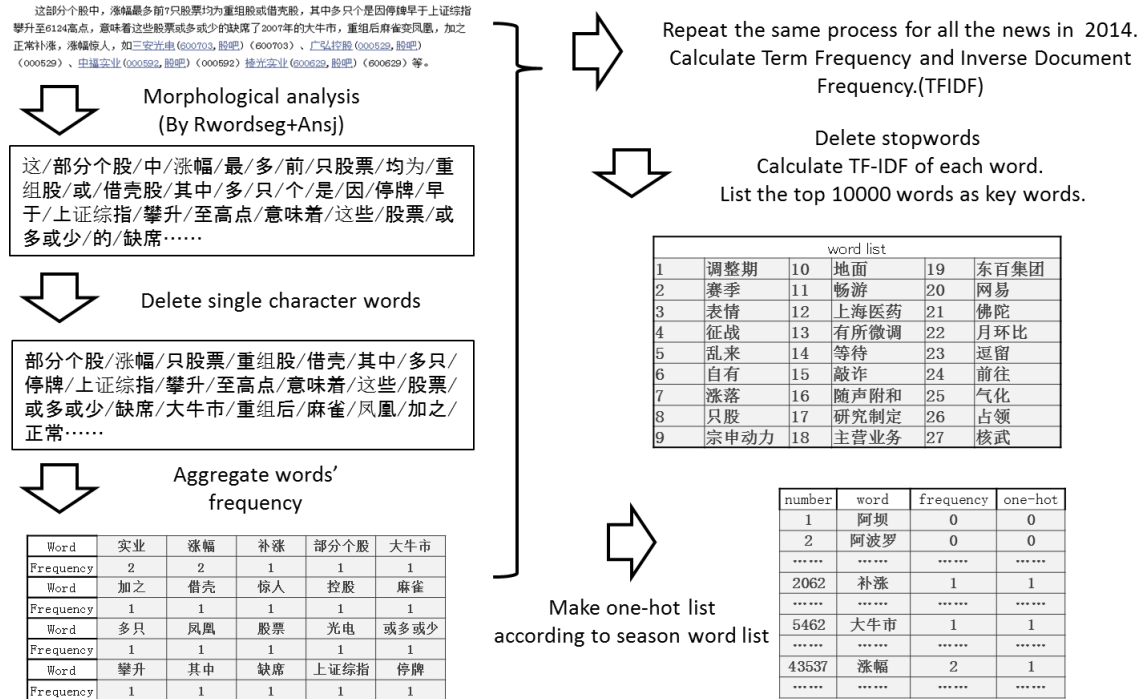 这部分个股中，涨幅最多前7只股票均为重组股或借壳股，其中多只个是因停牌早于上证综指
攀升至6124高点，意味着这些股票或多或少的缺席了2007年的大牛市，重组后麻雀变凤凰，加之
正常补涨，涨幅惊人，如三安光电(600703,股吧)（600703）、广弘控股(000529,股吧)
（000529）、中福实业(000592,股吧)（000592）棱光实业(600629,股吧)（600629）等。
Morphological analysis
(By Rwordseg+Ansj)
这/部分个股/中/涨幅/最/多/前/只股票/均为/重
组股/或/借壳股/其中/多/只/个/是/因/停牌/早
于/上证综指/攀升/至高点/意味着/这些/股票/或
多或少/的/缺席……
Delete single character words
部分个股/涨幅/只股票/重组股/借壳/其中/多只/
停牌/上证综指/攀升/至高点/意味着/这些/股票/
或多或少/缺席/大牛市/重组后/麻雀/凤凰/加之/
正常……
Aggregate words'
frequency
Word 实业 涨幅 补涨 部分个股 大牛市
Frequency 2 2 1 1 1
Word 加之 借壳 惊人 控股 麻雀
Frequency 1 1 1 1 1
Word 多只 凤凰 股票 光电 或多或少
Frequency 1 1 1 1 1
Word 攀升 其中 缺席 上证综指 停牌
Frequency 1 1 1 1 1
Repeat the same process for all the news in 2014.
Calculate Term Frequency and Inverse Document
Frequency.(TFIDF)
Delete stopwords
Calculate TF-IDF of each word.
List the top 10000 words as key words.
word list
1 调整期 10 地面 19 东百集团
2 赛季 11 畅游 20 网易
3 表情 12 上海医药 21 佛陀
4 征战 13 有所微调 22 月环比
5 乱来 14 等待 23 逗留
6 自有 15 敲诈 24 前往
7 涨落 16 随声附和 25 气化
8 只股 17 研究制定 26 占领
9 宗申动力 18 主营业务 27 核武
Make one-hot list
according to season word list
number word frequency one-hot
1 阿坝 0 0
2 阿波罗 0 0
…… …… …… ……
2062 补涨 1 1
…… …… …… ……
5462 大牛市 1 1
…… …… …… ……
43537 涨幅 2 1
…… …… …… ……